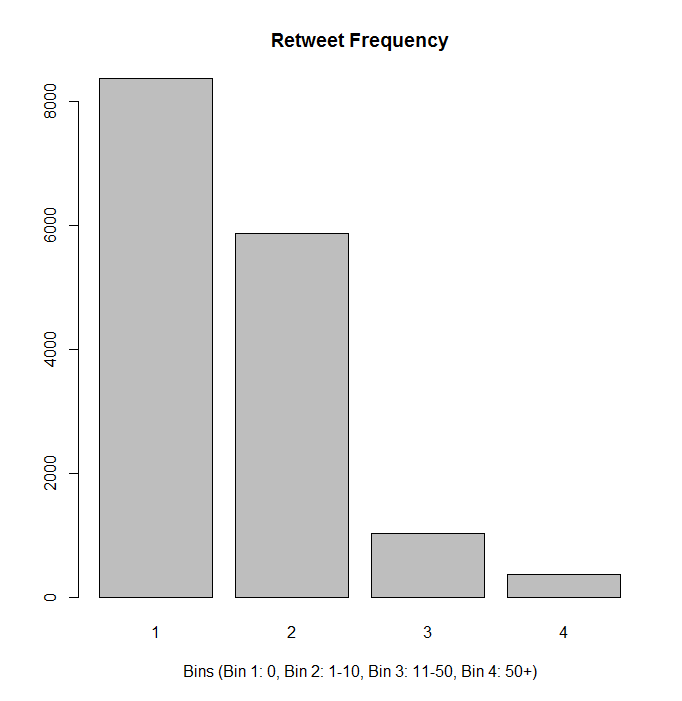 Retweet Frequency
8000
6000
4000
2000
0
1 2 3 4
Bins (Bin 1: 0, Bin 2: 1-10, Bin 3: 11-50, Bin 4: 50+)